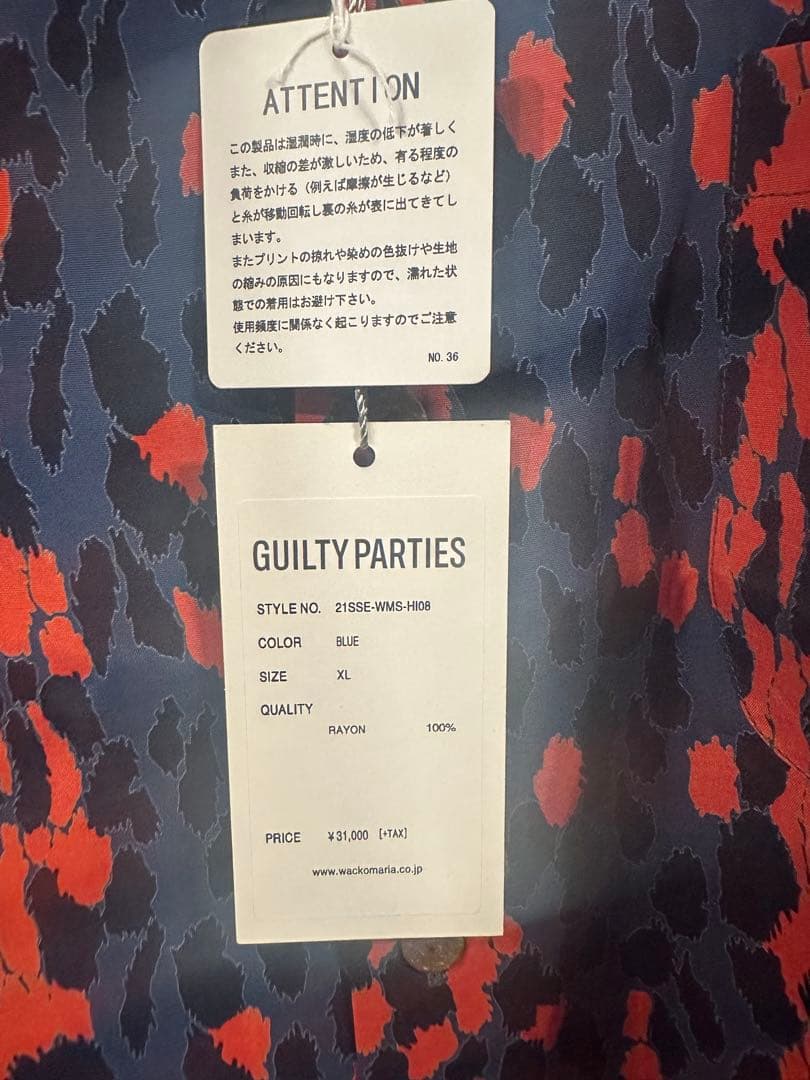 ATTENTION
この製品は湿潤時に、湿度の低下が著しく
また、収縮の差が激しいため、有る程度の
負荷をかける（例えば摩擦が生じるなど）
と糸が移動回転し裏の糸が表に出てきてし
まいます。
またプリントの掠れや染めの色抜けや生地
の縮みの原因にもなりますので、濡れた状
態での着用はお避け下さい。
使用頻度に関係なく起こりますのでご注意
ください。
NO. 36
GUILTY PARTIES
STYLE NO. 21SSE-WMS-HI08
COLOR BLUE
SIZE XL
QUALITY
RAYON 100%
PRICE ¥31,000 [+TAX]
www.wackomaria.co.jp